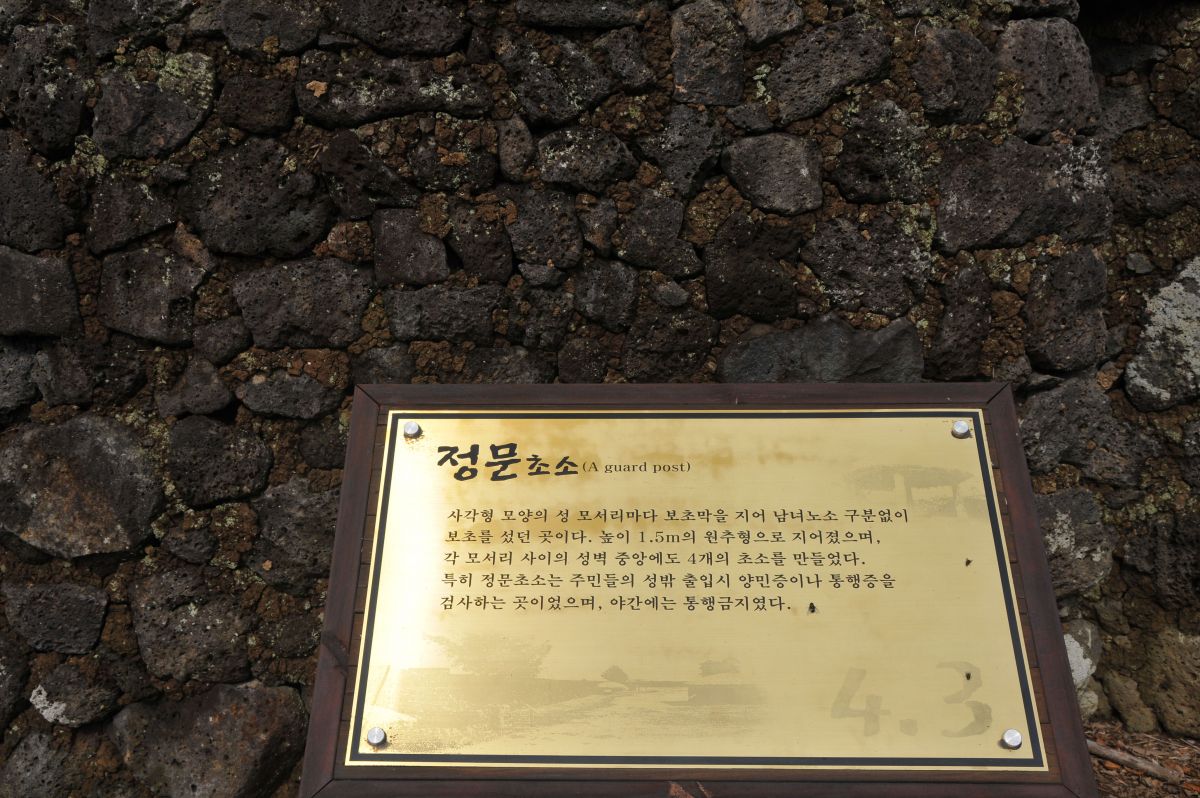 정문초소(A guard post)
사각형 모양의 성 모서리마다 보초막을 지어 남녀노소 구분없이
보초를 섰던 곳이다. 높이 1.5m의 원추형으로 지어졌으며,
각 모서리 사이의 성벽 중앙에도 4개의 초소를 만들었다.
특히 정문초소는 주민들의 성밖 출입시 양민증이나 통행증을
검사하는 곳이었으며, 야간에는 통행금지였다.
4.3